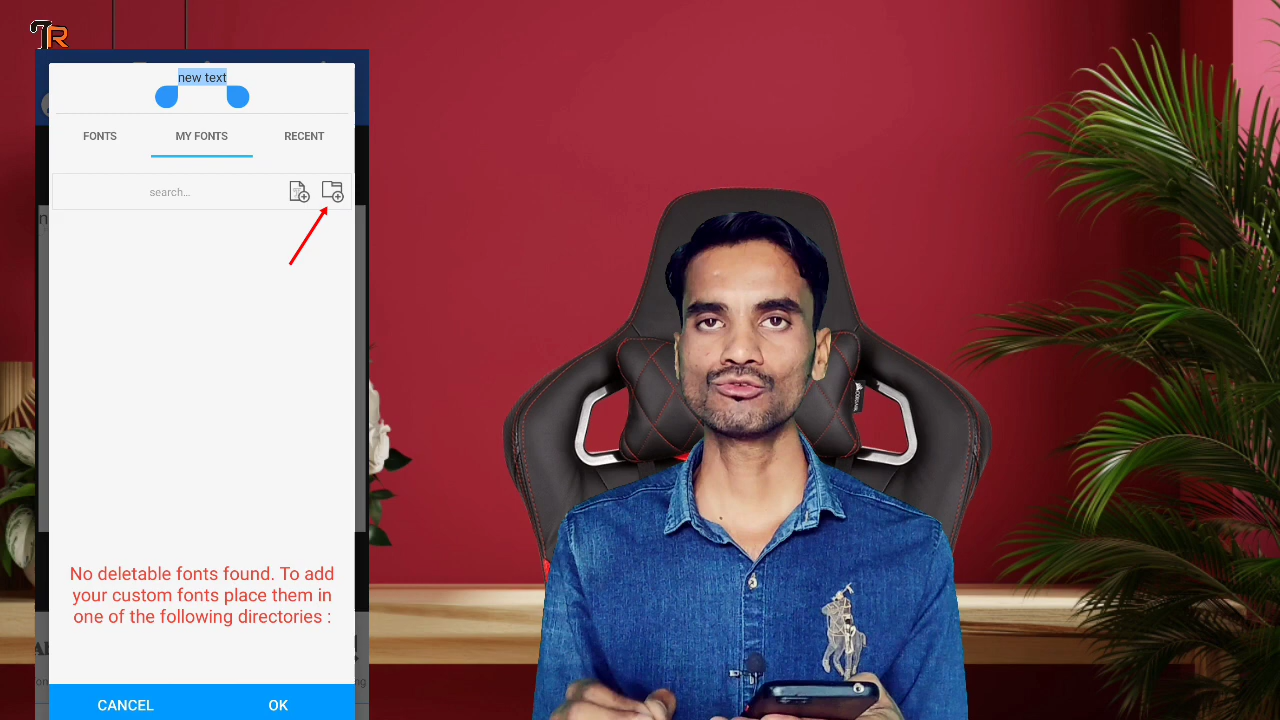 TR
new text
FONTS MY FONTS RECENT
search...
No deletable fonts found. To add
your custom fonts place them in
one of the following directories :
CANCEL OK